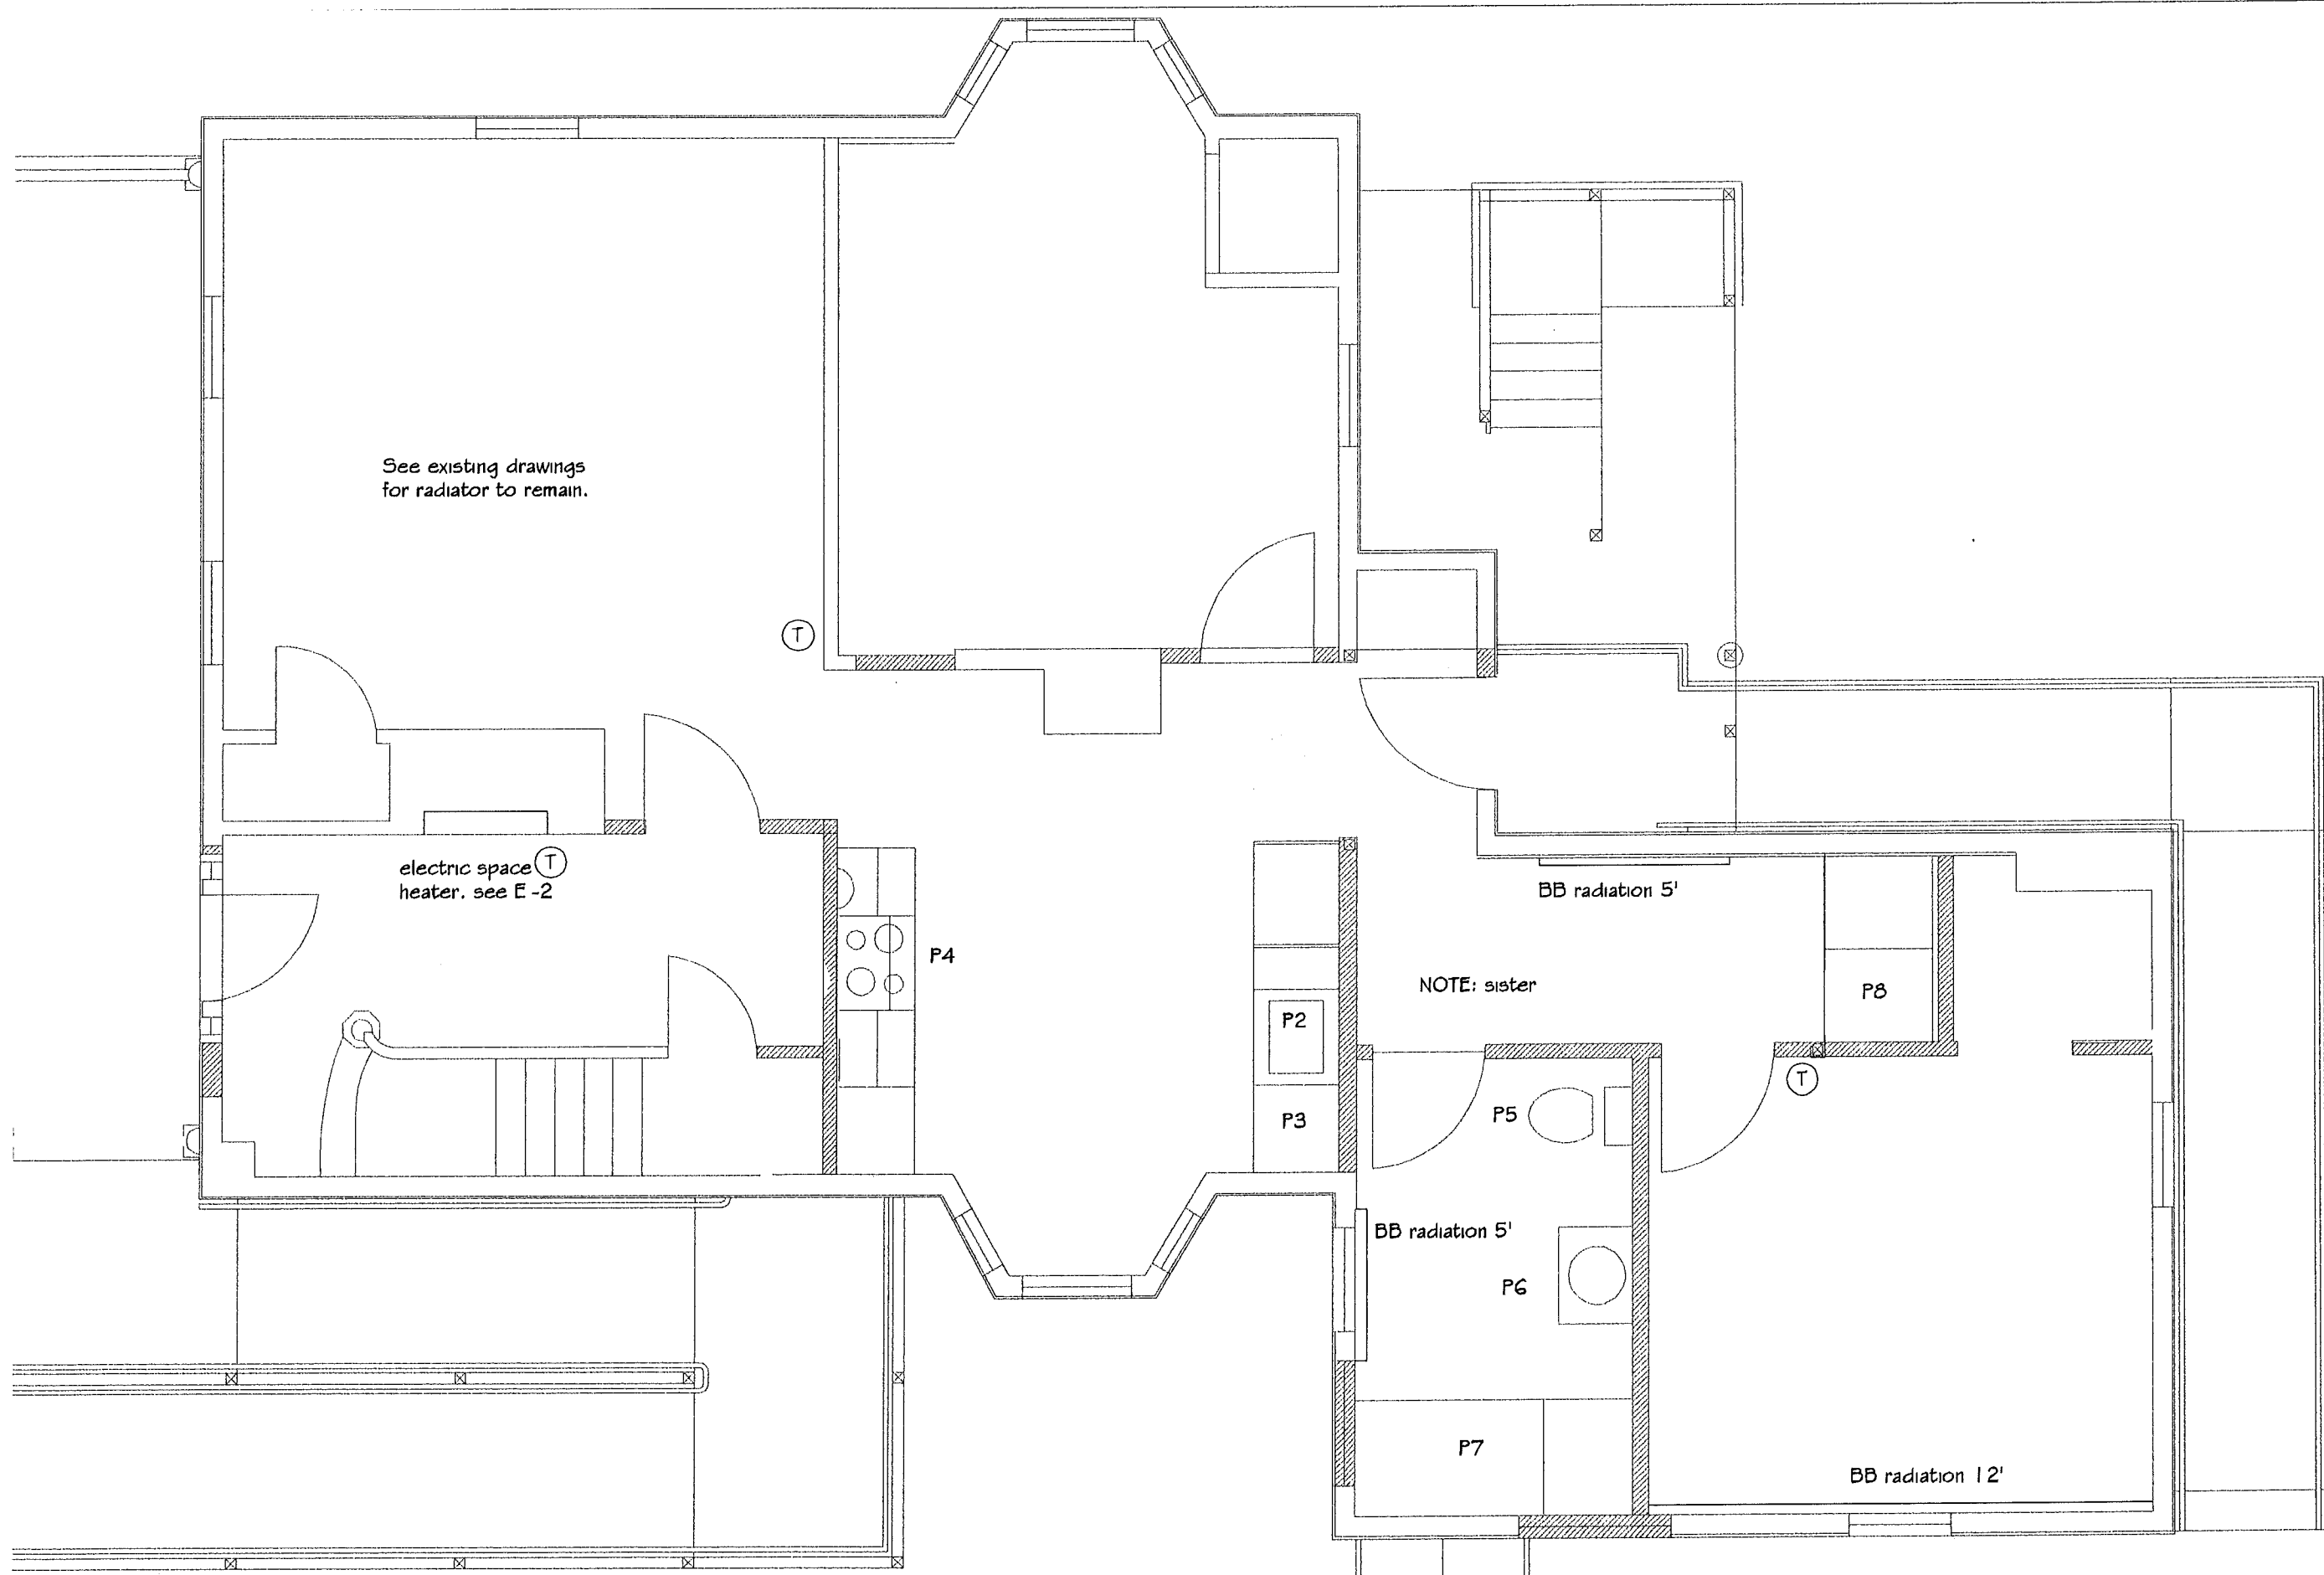 See existing drawings
for radiator to remain.
T
electric space T
heater. see E-2
BB radiation 5'
P4
NOTE: sister
P8
P2
T
P3
P5
BB radiation 5'
P6
P7
BB radiation 12'